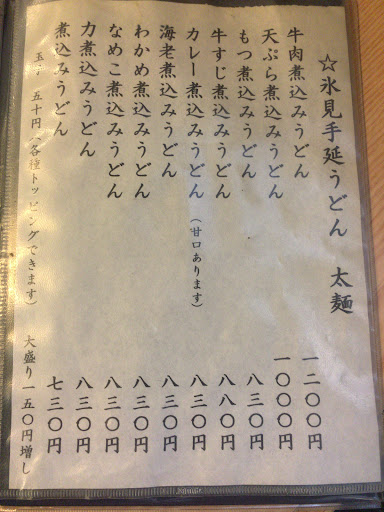 ☆氷見手延うどん 太麺
牛肉煮込みうどん 一二〇〇円
天ぷら煮込みうどん 一〇〇〇円
もつ煮込みうどん 八三〇円
牛すじ煮込みうどん 八八〇円
カレー煮込みうどん(甘口あります) 八三〇円
海老煮込みうどん 八三〇円
わかめ煮込みうどん 八三〇円
なめこ煮込みうどん 八三〇円
力煮込みうどん 八三〇円
煮込みうどん 七三〇円
玉子 五十円(各種トッピングできます) 大盛り一五〇円増し